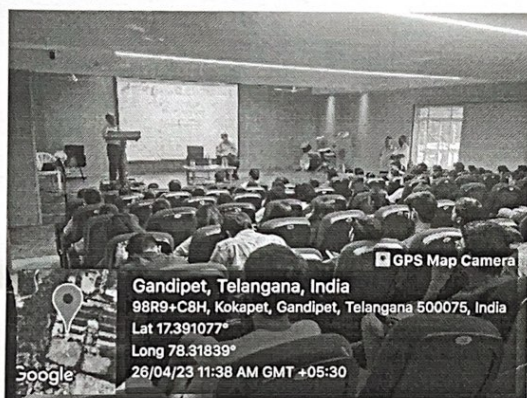 GPS Map Camera
Gandipet, Telangana, India
98R9+C8H, Kokapet, Gandipet, Telangana 500075, India
Lat 17.391077°
Long 78.31839°
26/04/23 11:38 AM GMT +05:30
Google